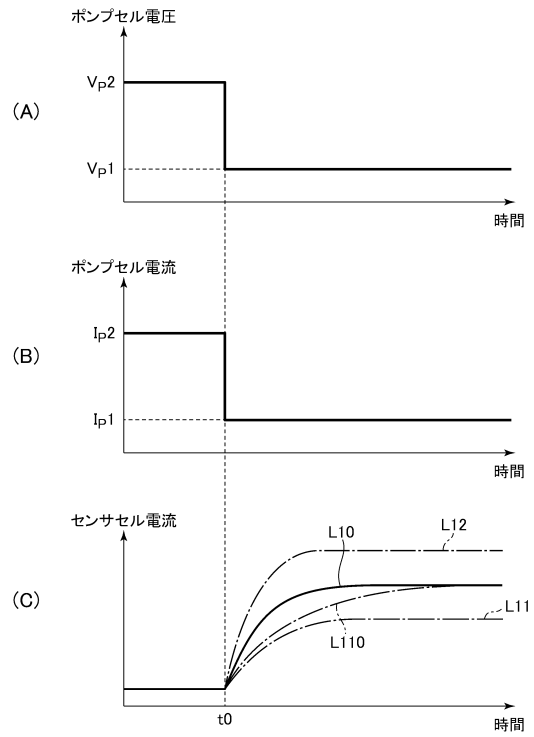 ポンプセル電圧
VP2
(A)
VP1
時間
ポンプセル電流
IP2
(B)
IP1
時間
センサセル電流
L10
L12
(C)
L11
L110
t0
時間